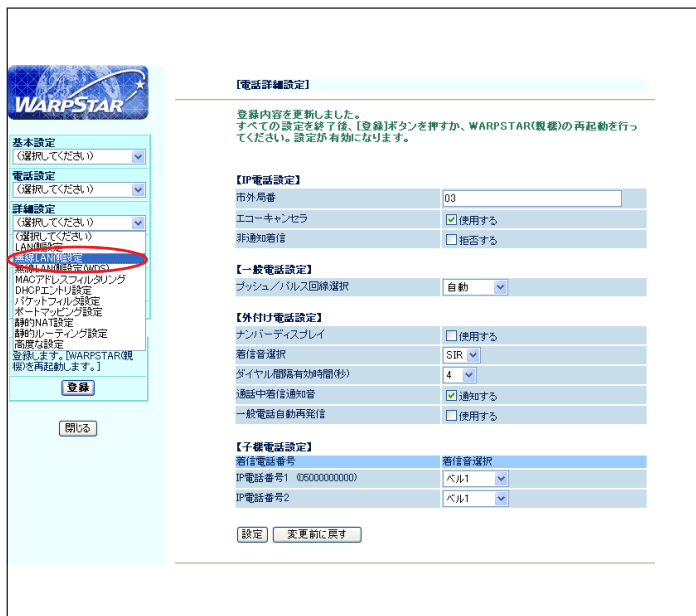 WARPSTAR
基本設定
(選択してください)
電話設定
(選択してください)
詳細設定
(選択してください)
(選択してください)
LAN側設定
無線LAN側設定
無線LAN側設定(WDS)
MACアドレスフィルタリング
DHCPエントリ設定
パケットフィルタ設定
ポートマッピング設定
静的NAT設定
静的ルーティング設定
高度な設定
登録します。[WARPSTAR(親
機)を再起動します。]
登録
閉じる
[電話詳細設定]
登録内容を更新しました。
すべての設定を終了後、[登録]ボタンを押すか、WARPSTAR(親機)の再起動を行っ
てください。設定が有効になります。
【IP電話設定】
市外局番 03
エコーキャンセラ 使用する
非通知着信 拒否する
【一般電話設定】
プッシュ/パルス回線選択 自動
【外付け電話設定】
ナンバーディスプレイ 使用する
着信音選択 SIR
ダイヤル間隔有効時間(秒) 4
通話中着信通知音 通知する
一般電話自動再発信 使用する
【子機電話設定】
着信電話番号 着信音選択
IP電話番号1 (05000000000) ベル1
IP電話番号2 ベル1
設定 変更前に戻す